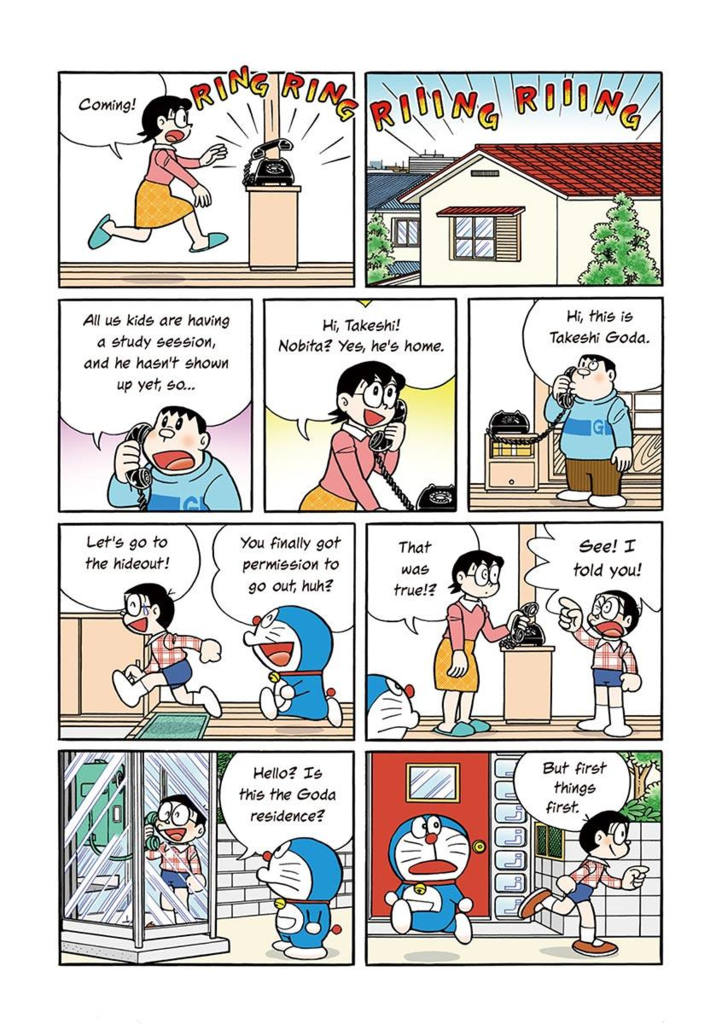 RIIING RIIING
RING RING
Coming!
Hi, this is
Takeshi Goda.
G
Hi, Takeshi!
Nobita? Yes, he's home.
All us kids are having
a study session,
and he hasn't shown
up yet, so...
G
See! I
told you!
That
was
true!?
You finally got
permission to
go out, huh?
Let's go to
the hideout!
But first
things
first.
Hello? Is
this the Goda
residence?